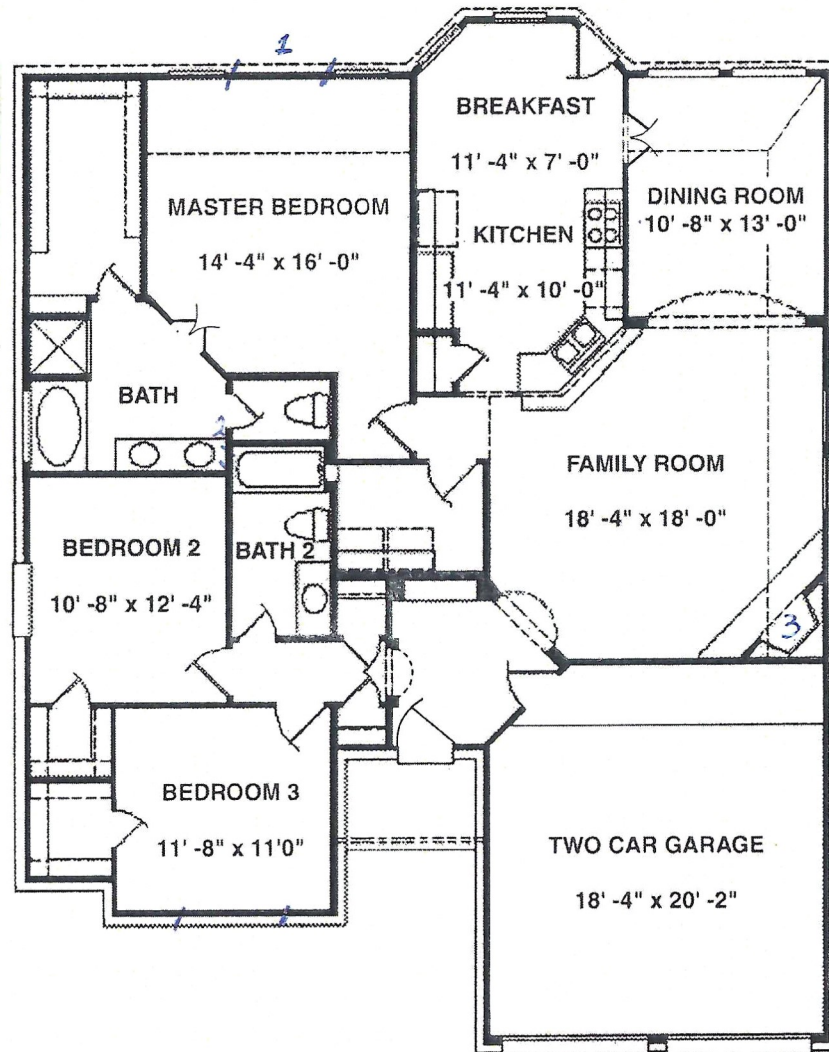 1
BREAKFAST
11' -4" x 7' -0"
MASTER BEDROOM
14' -4" x 16' -0"
DINING ROOM
10' -8" x 13' -0"
KITCHEN
11' -4" x 10' -0"
BATH
FAMILY ROOM
18' -4" x 18' -0"
BEDROOM 2
10' -8" x 12' -4"
BATH 2
3
BEDROOM 3
11' -8" x 11'0"
TWO CAR GARAGE
18' -4" x 20' -2"